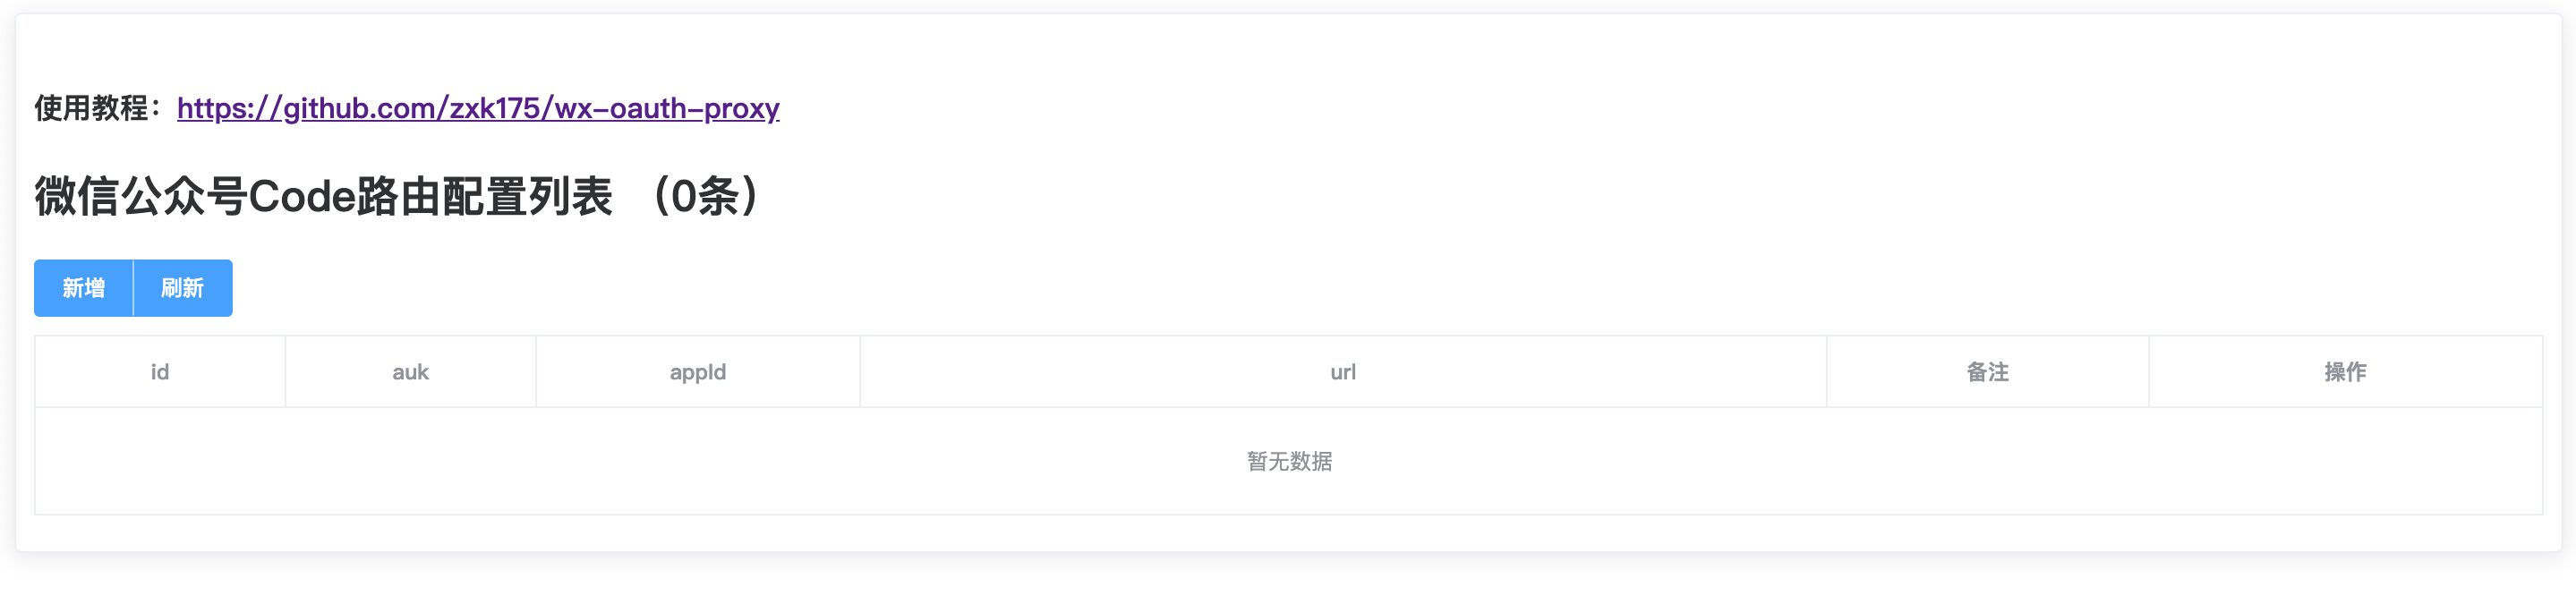 使用教程：https://github.com/zxk175/wx-oauth-proxy
微信公众号Code路由配置列表 （0条）
新增 刷新
id auk appId url 备注 操作
暂无数据